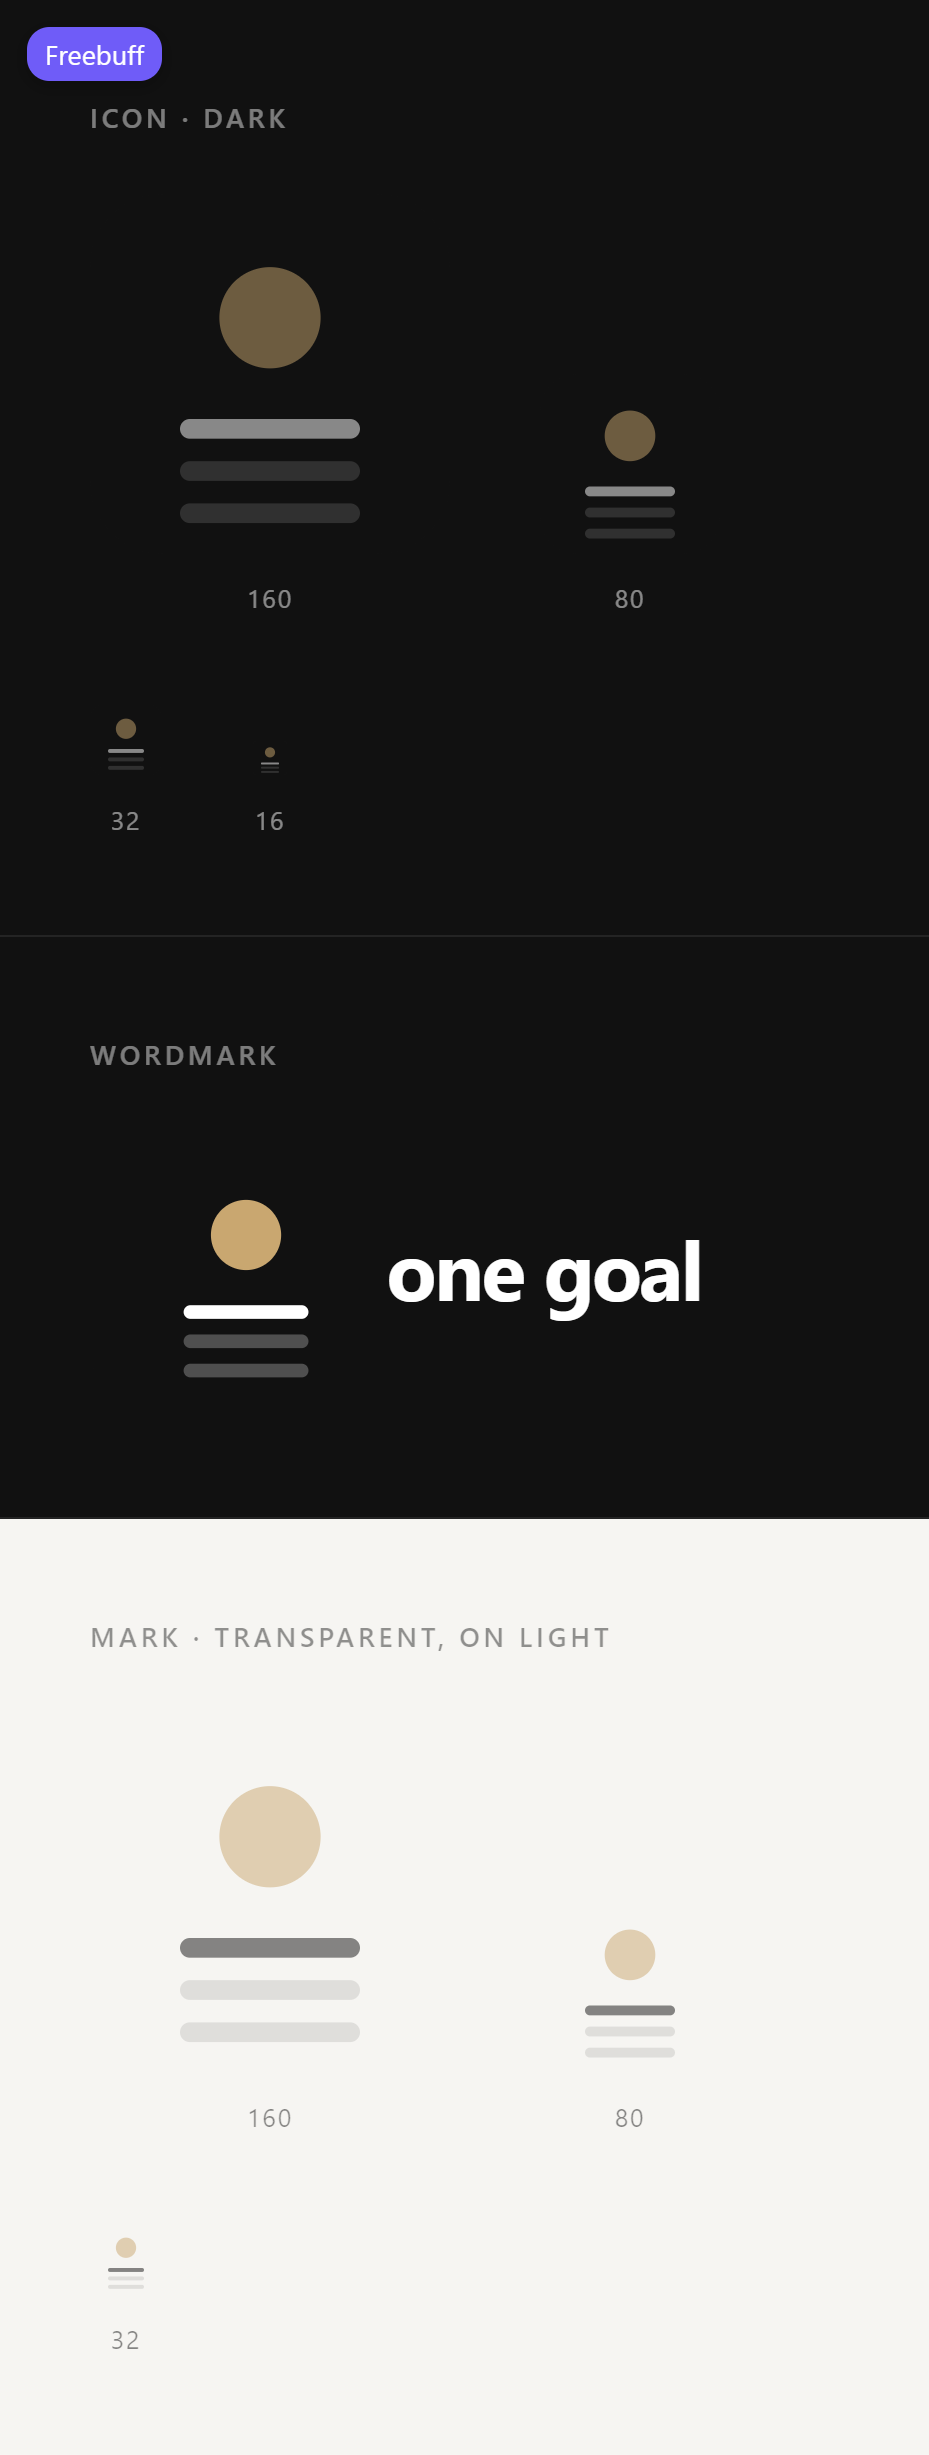 Freebuff
ICON · DARK
160
80
32
16
WORDMARK
one goal
MARK · TRANSPARENT, ON LIGHT
160
80
32